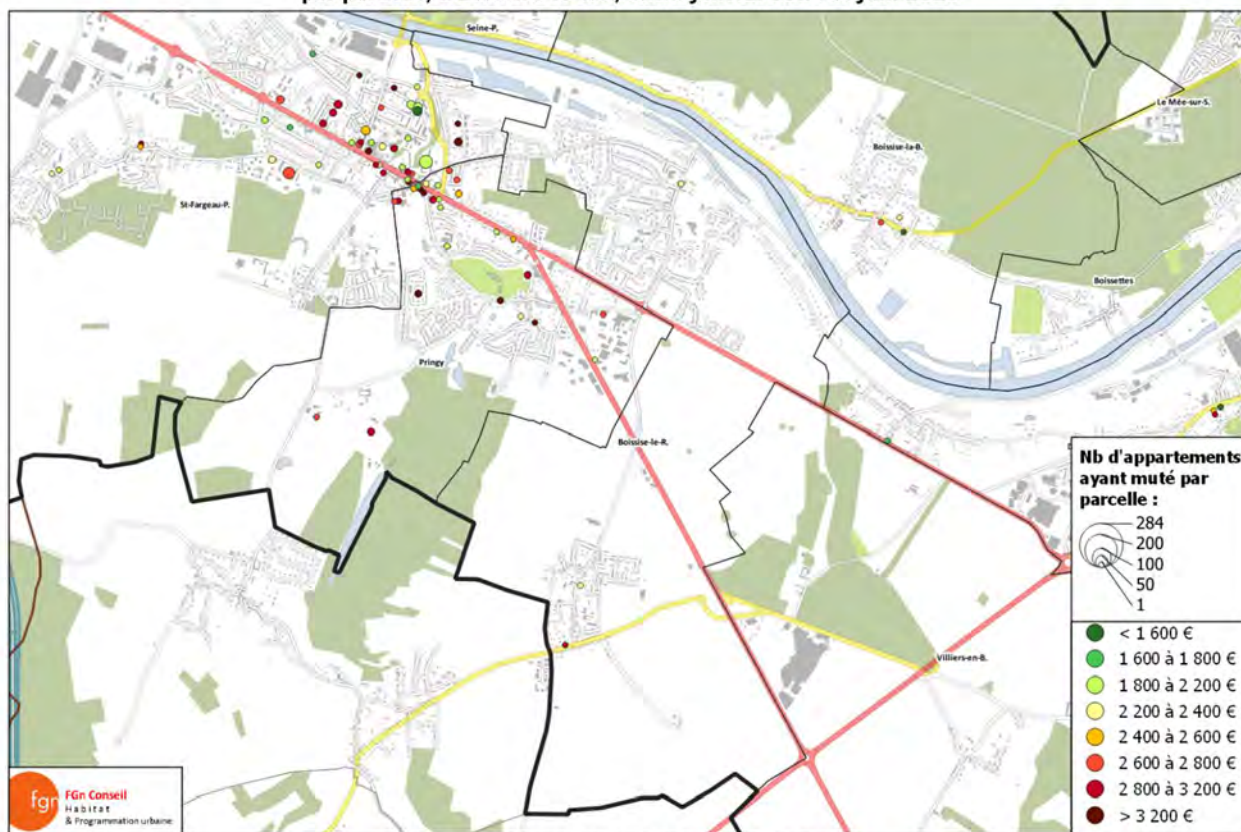 Seine-P.
Le Mée-sur-S.
Boissise-la-B.
St-Fargeau-P.
Boissettes
Pringy
Boissise-le-R.
Villiers-en-B.
Nb d'appartements
ayant muté par
parcelle :
284
200
100
50
1
< 1 600 €
1 600 à 1 800 €
1 800 à 2 200 €
2 200 à 2 400 €
2 400 à 2 600 €
2 600 à 2 800 €
2 800 à 3 200 €
> 3 200 €
fgn
FGn Conseil
Habitat
& Programmation urbaine